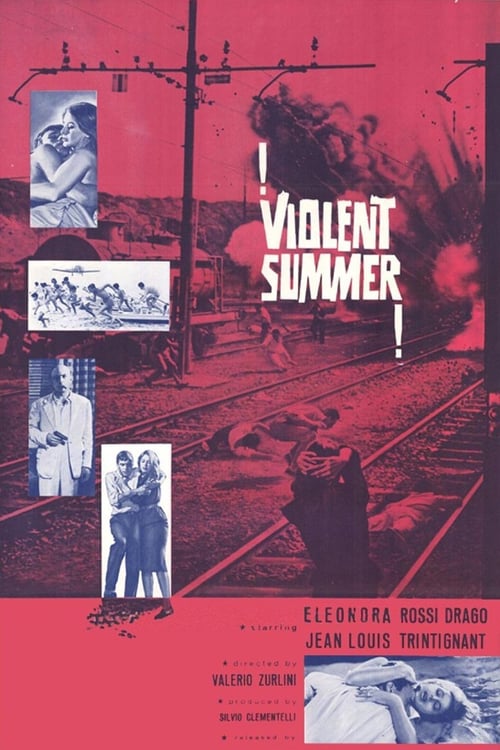 !
VIOLENT
SUMMER
!
ELEONORA ROSSI DRAGO
★ starring
JEAN LOUIS TRINTIGNANT
★ directed by
VALERIO ZURLINI
★ produced by
SILVIO CLEMENTELLI
★ released by